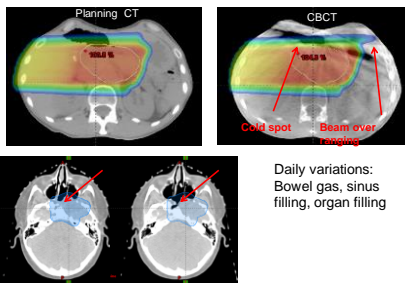 Planning CT
CBCT
Cold spot
Beam over
ranging
Daily variations:
Bowel gas, sinus
filling, organ filling